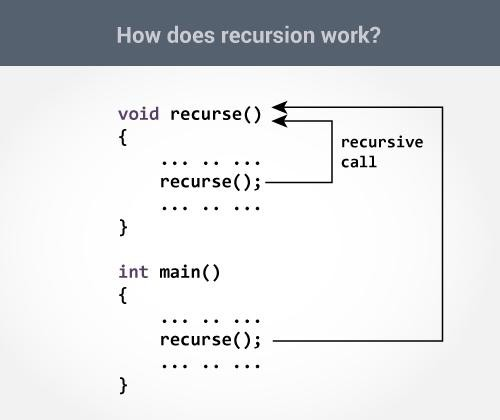 How does recursion work?
void recurse()
{
... .. ...
recurse();
... .. ...
}
recursive
call
int main()
{
... .. ...
recurse();
... .. ...
}